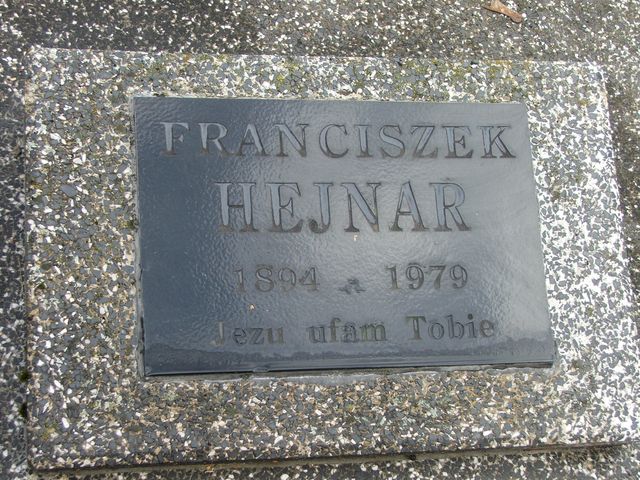 FRANCISZEK
HEJNAR
1894 - 1979
Jezu ufam Tobie